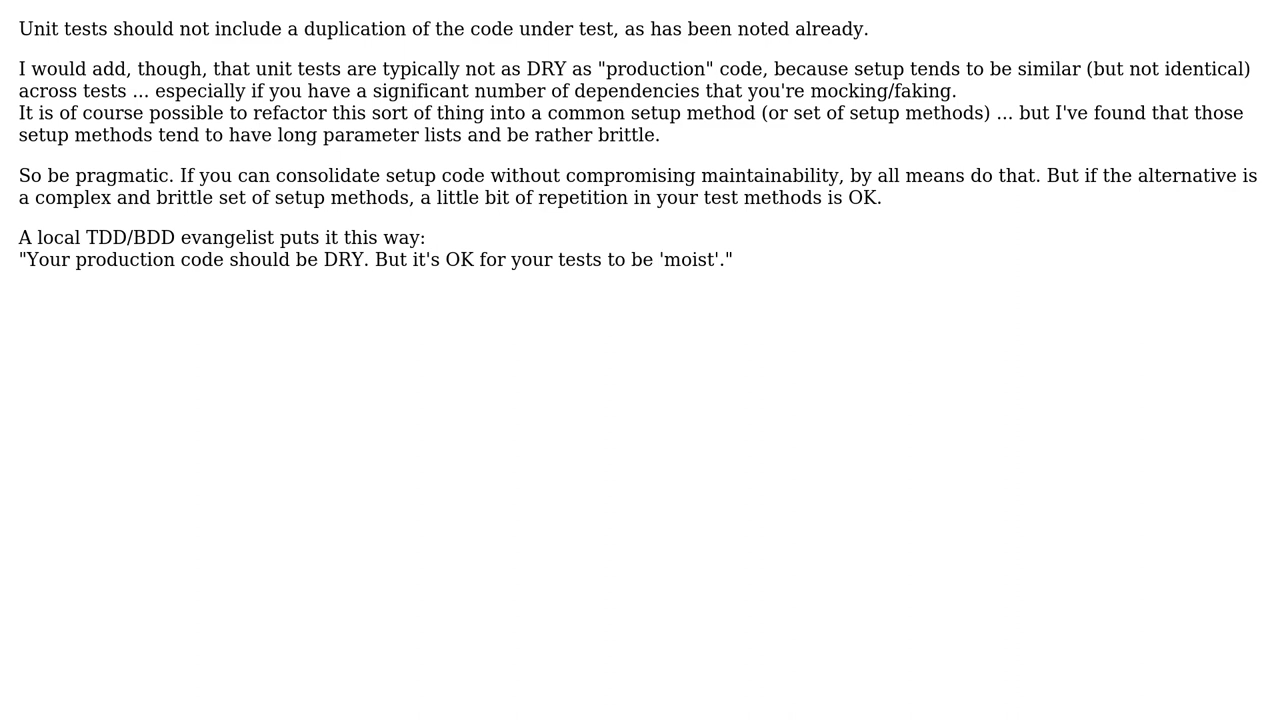 Unit tests should not include a duplication of the code under test, as has been noted already.
I would add, though, that unit tests are typically not as DRY as "production" code, because setup tends to be similar (but not identical)
across tests ... especially if you have a significant number of dependencies that you're mocking/faking.
It is of course possible to refactor this sort of thing into a common setup method (or set of setup methods) ... but I've found that those
setup methods tend to have long parameter lists and be rather brittle.
So be pragmatic. If you can consolidate setup code without compromising maintainability, by all means do that. But if the alternative is
a complex and brittle set of setup methods, a little bit of repetition in your test methods is OK.
A local TDD/BDD evangelist puts it this way:
"Your production code should be DRY. But it's OK for your tests to be 'moist'."